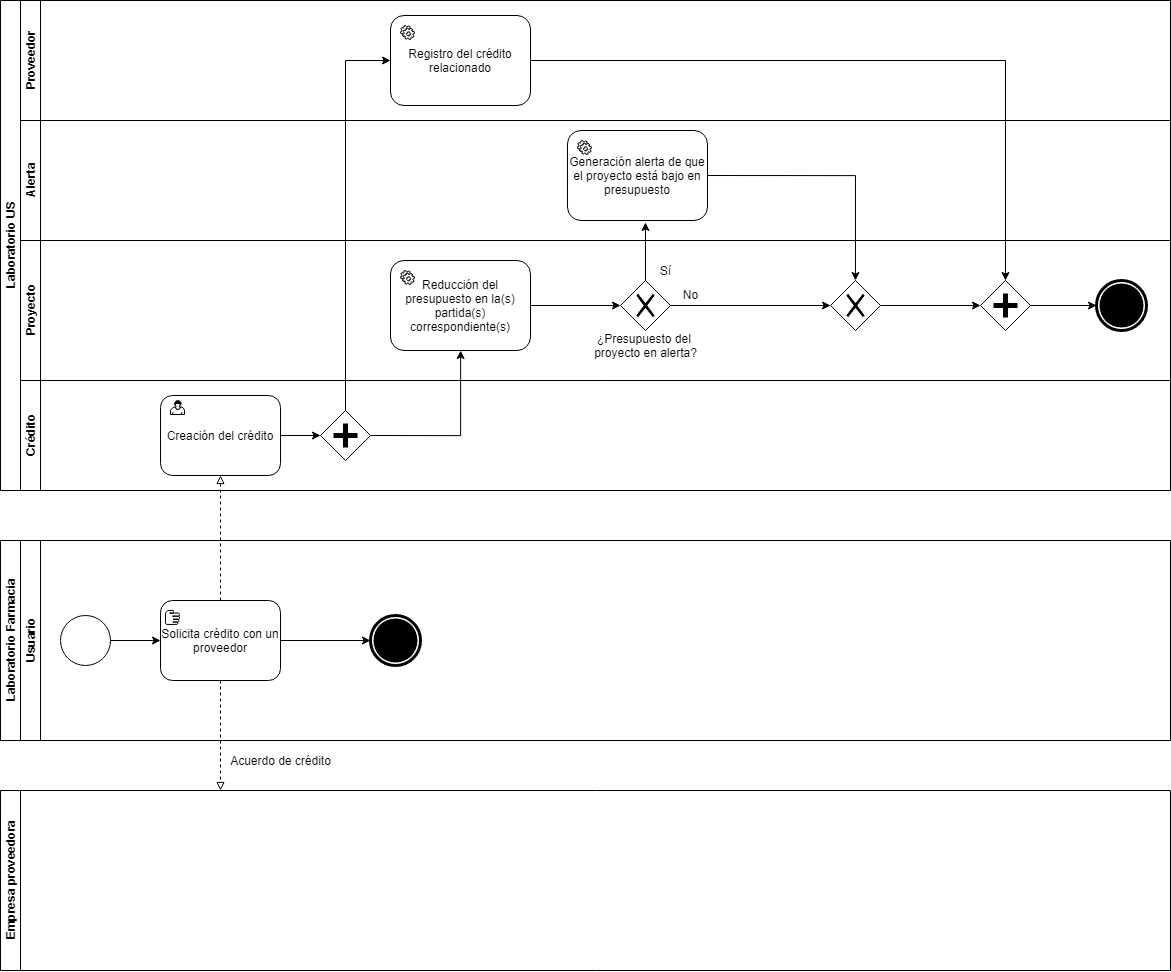 Laboratorio US
Proveedor
Registro del crédito
relacionado
Alerta
Generación alerta de que
el proyecto está bajo en
presupuesto
Proyecto
Reducción del
presupuesto en la(s)
partida(s)
correspondiente(s)
Sí
No
¿Presupuesto del
proyecto en alerta?
Crédito
Creación del crédito
Laboratorio Farmacia
Usuario
Solicita crédito con un
proveedor
Acuerdo de crédito
Empresa proveedora